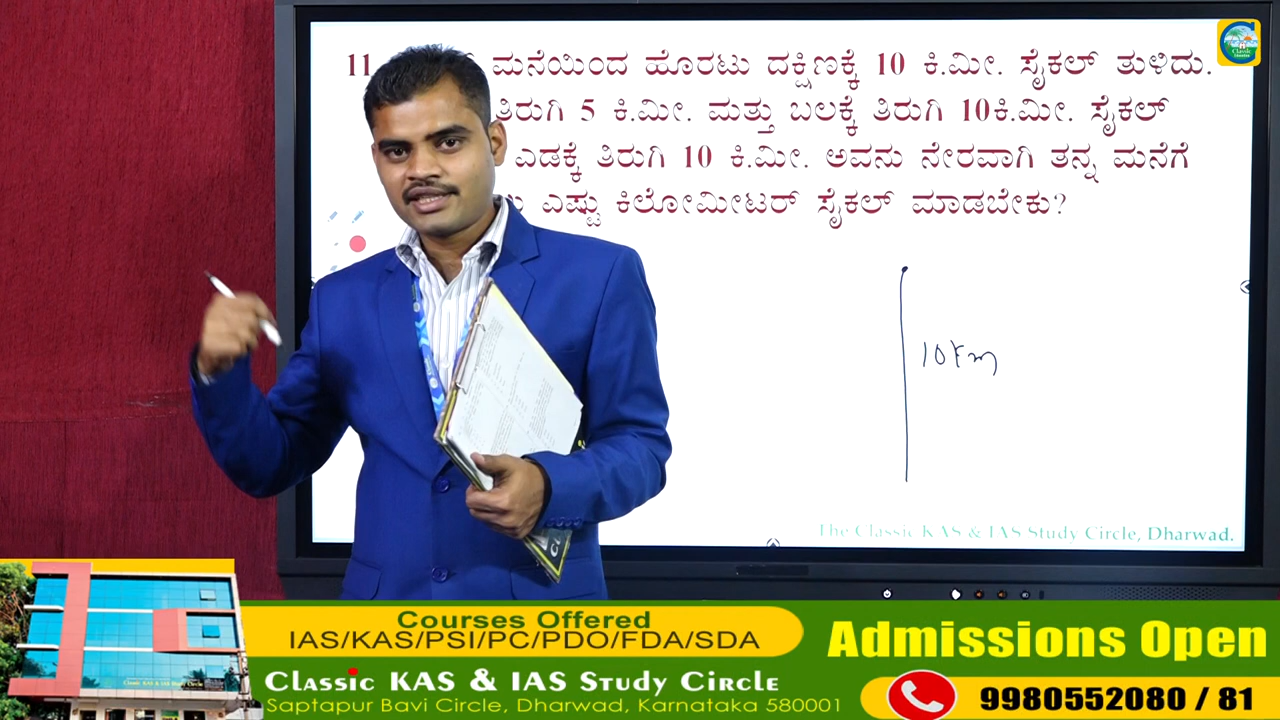 11 ಮನೆಯಿಂದ ಹೊರಟು ದಕ್ಷಿಣಕ್ಕೆ 10 ಕಿ.ಮೀ. ಸೈಕಲ್ ತುಳಿದು.
ತಿರುಗಿ 5 ಕಿ.ಮೀ. ಮತ್ತು ಬಲಕ್ಕೆ ತಿರುಗಿ 10ಕಿ.ಮೀ. ಸೈಕಲ್
ಎಡಕ್ಕೆ ತಿರುಗಿ 10 ಕಿ.ಮೀ. ಅವನು ನೇರವಾಗಿ ತನ್ನ ಮನೆಗೆ
ಎಷ್ಟು ಕಿಲೋಮೀಟರ್ ಸೈಕಲ್ ಮಾಡಬೇಕು?
10Km
The Classic KAS & IAS Study Circle, Dharwad.
Courses Offered
IAS/KAS/PSI/PC/PDO/FDA/SDA
Classic KAS & IAS Study Circle
Saptapur Bavi Circle, Dharwad, Karnataka 580001
Admissions Open
9980552080 / 81